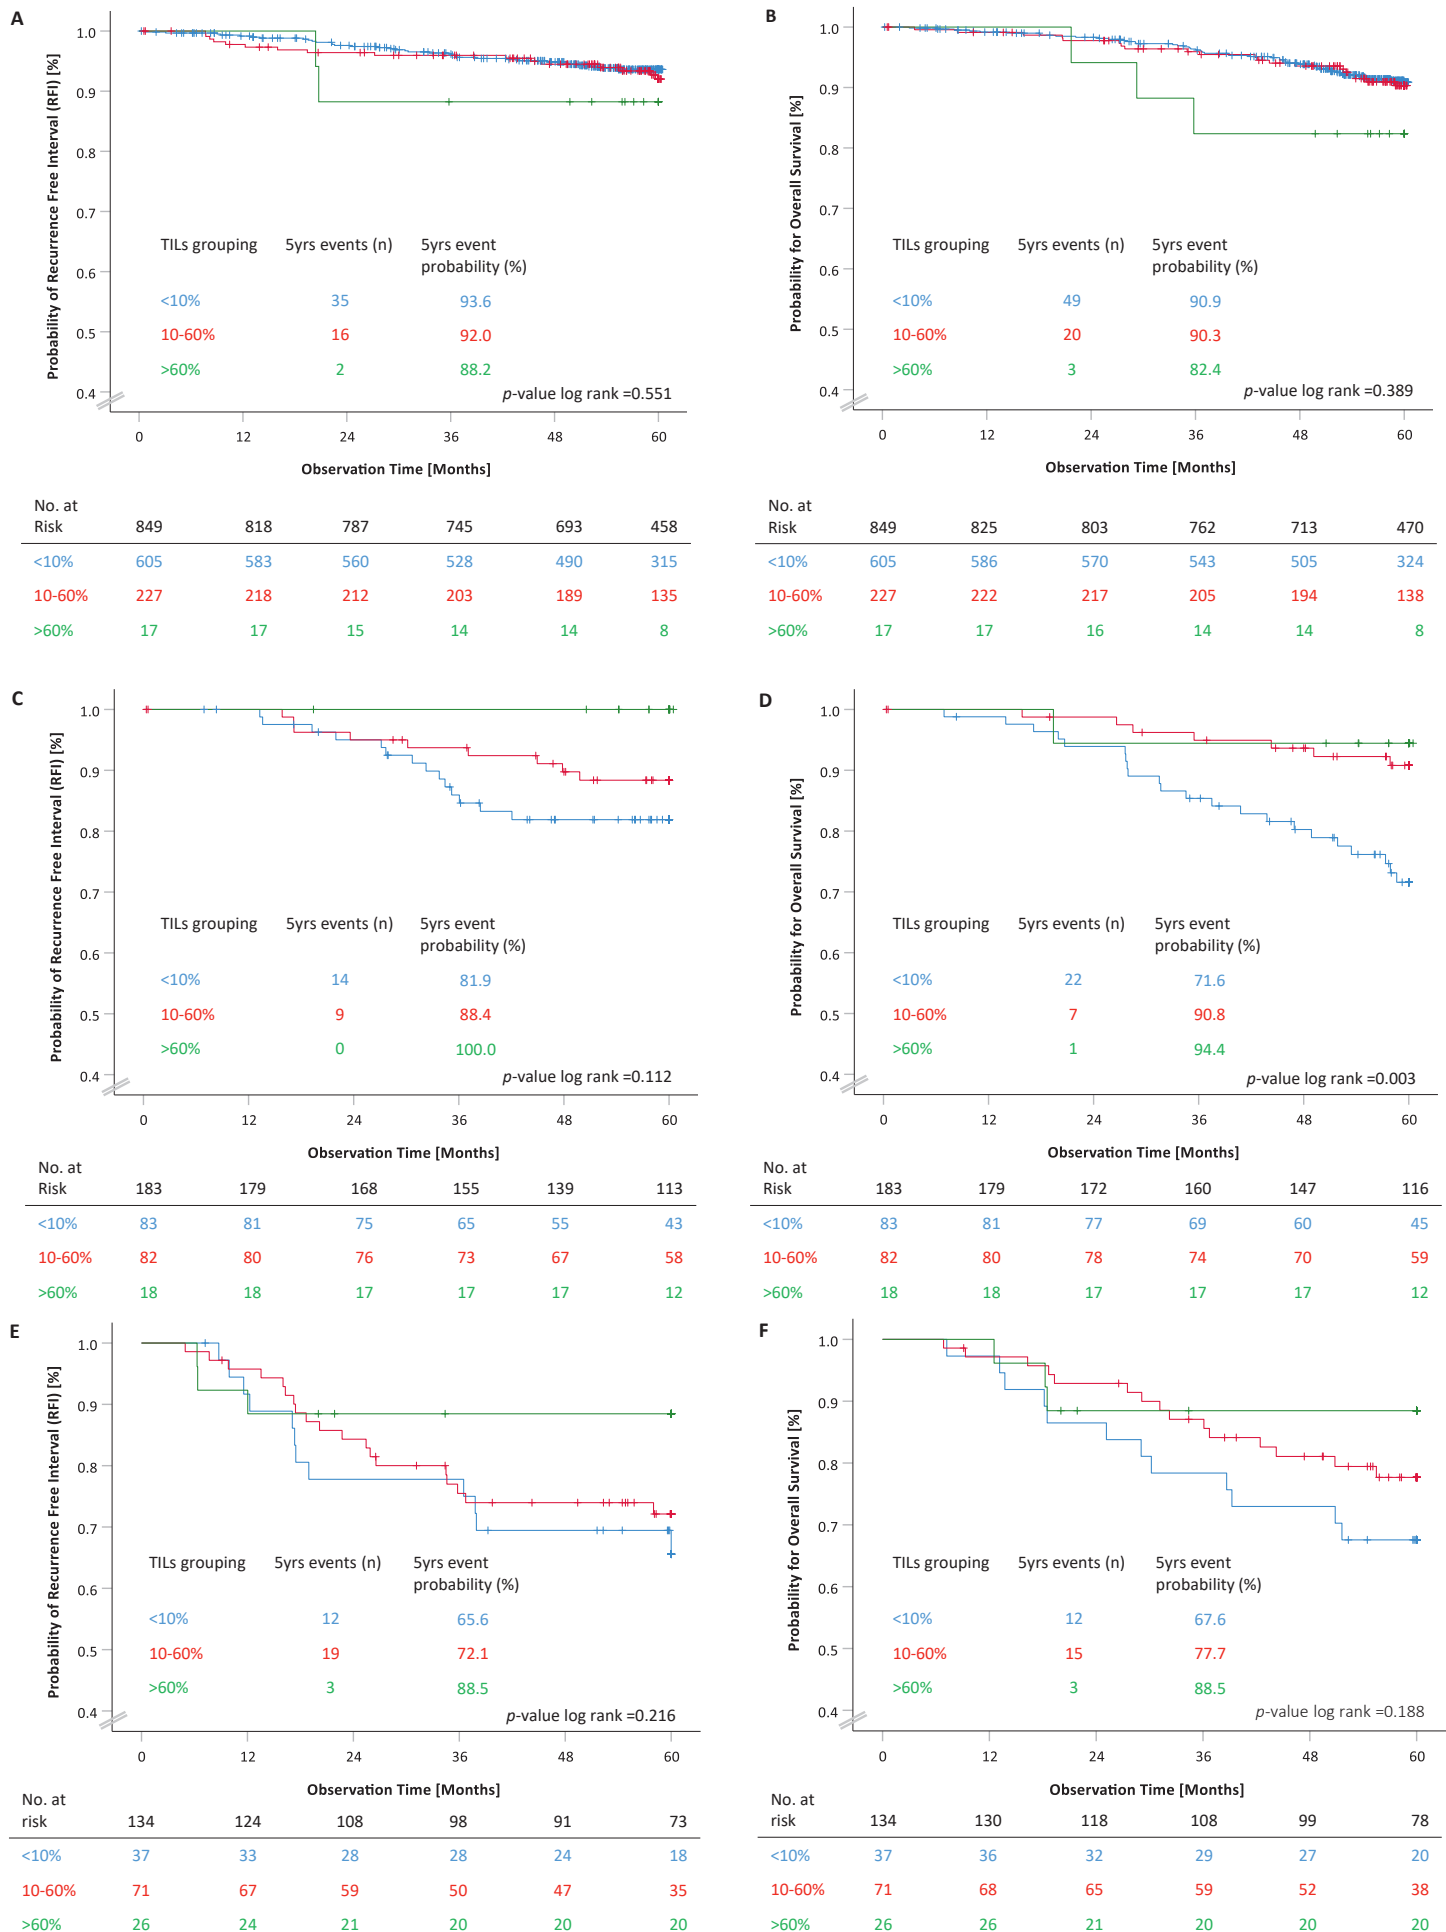 A
Probability of Recurrence Free Interval (RFI) [%]
1.0
0.9
0.8
0.7
0.6
0.5
0.4
TILs grouping 5yrs events (n) 5yrs event
probability (%)
<10% 35 93.6
10-60% 16 92.0
>60% 2 88.2
p-value log rank =0.551
0 12 24 36 48 60
Observation Time [Months]
No. at
Risk 849 818 787 745 693 458
<10% 605 583 560 528 490 315
10-60% 227 218 212 203 189 135
>60% 17 17 15 14 14 8
B
Probability for Overall Survival [%]
1.0
0.9
0.8
0.7
0.6
0.5
0.4
TILs grouping 5yrs events (n) 5yrs event
probability (%)
<10% 49 90.9
10-60% 20 90.3
>60% 3 82.4
p-value log rank =0.389
0 12 24 36 48 60
Observation Time [Months]
No. at
Risk 849 825 803 762 713 470
<10% 605 586 570 543 505 324
10-60% 227 222 217 205 194 138
>60% 17 17 16 14 14 8
C
Probability of Recurrence Free Interval (RFI) [%]
1.0
0.9
0.8
0.7
0.6
0.5
0.4
TILs grouping 5yrs events (n) 5yrs event
probability (%)
<10% 14 81.9
10-60% 9 88.4
>60% 0 100.0
p-value log rank =0.112
0 12 24 36 48 60
Observation Time [Months]
No. at
Risk 183 179 168 155 139 113
<10% 83 81 75 65 55 43
10-60% 82 80 76 73 67 58
>60% 18 18 17 17 17 12
D
Probability for Overall Survival [%]
1.0
0.9
0.8
0.7
0.6
0.5
0.4
TILs grouping 5yrs events (n) 5yrs event
probability (%)
<10% 22 71.6
10-60% 7 90.8
>60% 1 94.4
p-value log rank =0.003
0 12 24 36 48 60
Observation Time [Months]
No. at
Risk 183 179 172 160 147 116
<10% 83 81 77 69 60 45
10-60% 82 80 78 74 70 59
>60% 18 18 17 17 17 12
E
Probability of Recurrence Free Interval (RFI) [%]
1.0
0.9
0.8
0.7
0.6
0.5
0.4
TILs grouping 5yrs events (n) 5yrs event
probability (%)
<10% 12 65.6
10-60% 19 72.1
>60% 3 88.5
p-value log rank =0.216
0 12 24 36 48 60
Observation Time [Months]
No. at
risk 134 124 108 98 91 73
<10% 37 33 28 28 24 18
10-60% 71 67 59 50 47 35
>60% 26 24 21 20 20 20
F
Probability for Overall Survival [%]
1.0
0.9
0.8
0.7
0.6
0.5
0.4
TILs grouping 5yrs events (n) 5yrs event
probability (%)
<10% 12 67.6
10-60% 15 77.7
>60% 3 88.5
p-value log rank =0.188
0 12 24 36 48 60
Observation Time [Months]
No. at
risk 134 130 118 108 99 78
<10% 37 36 32 29 27 20
10-60% 71 68 65 59 52 38
>60% 26 26 21 20 20 20